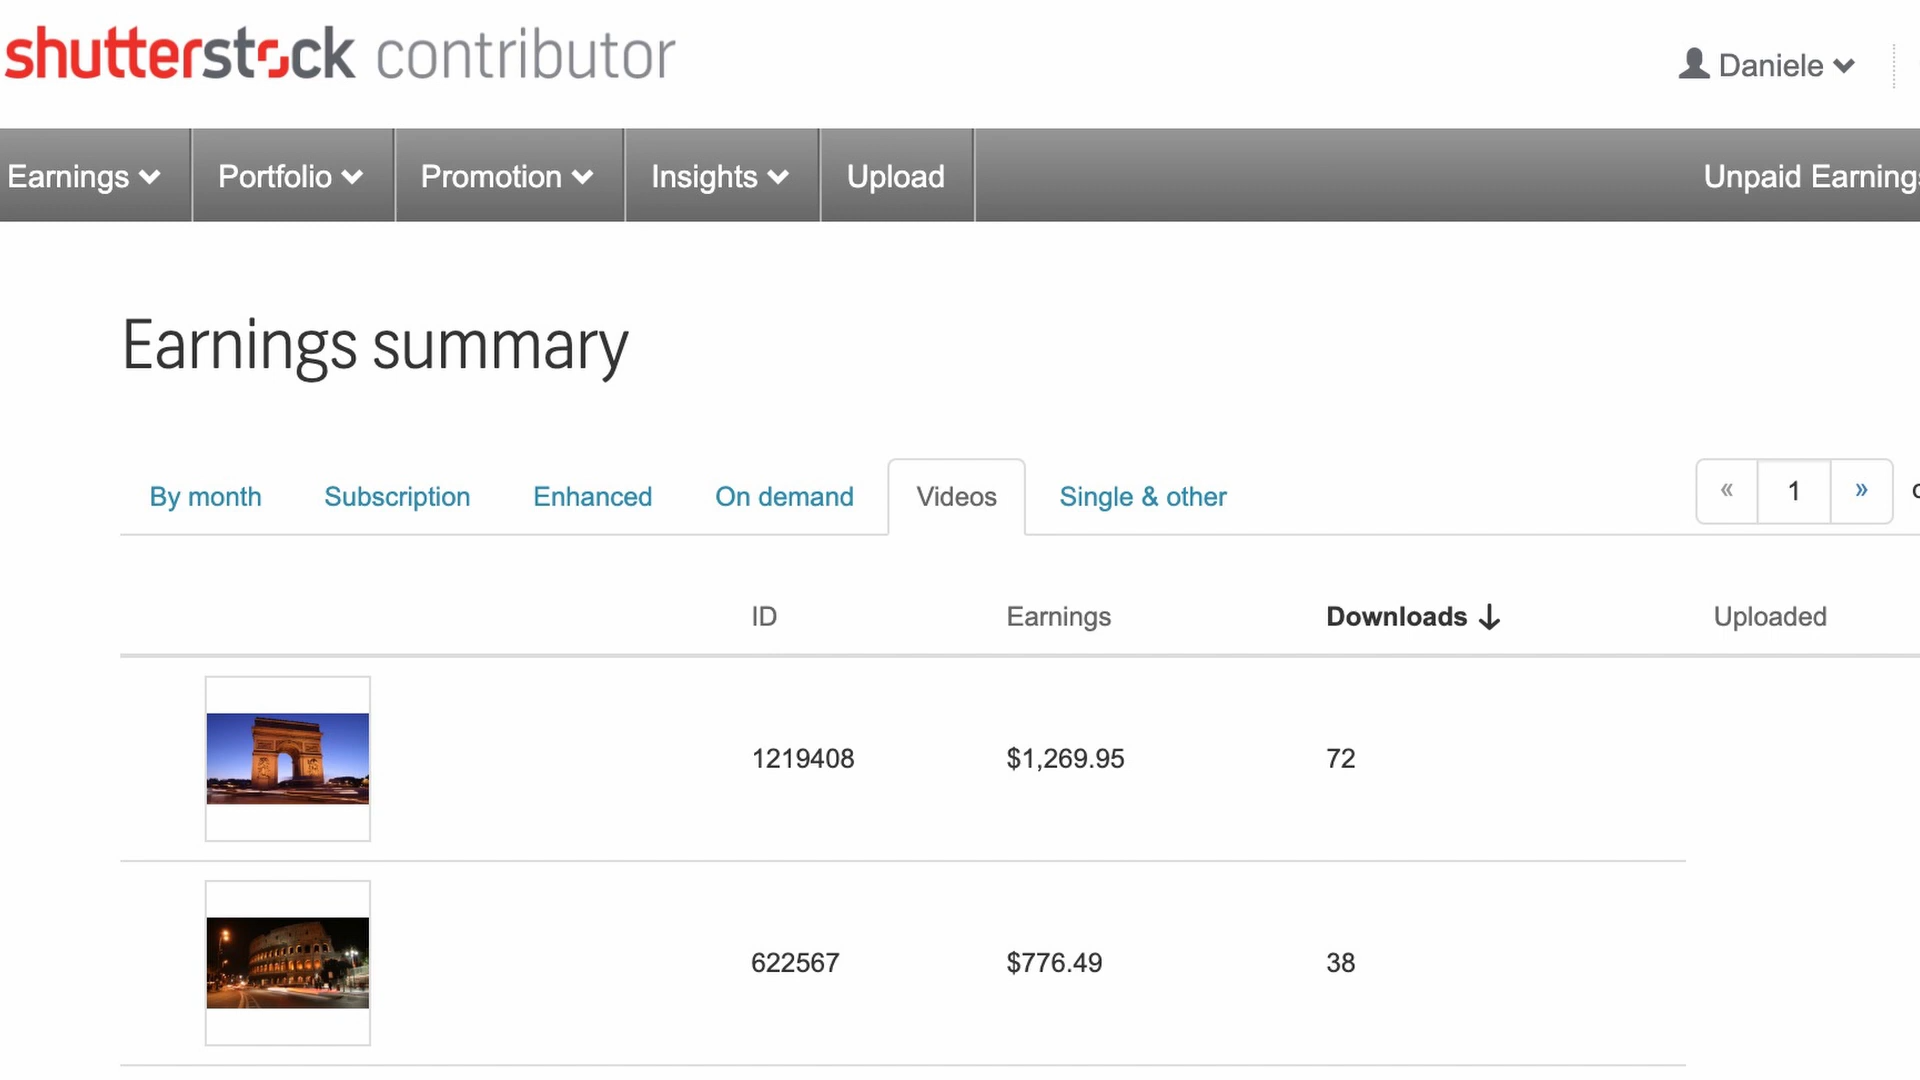 shutterstock contributor
Daniele
Earnings Portfolio Promotion Insights Upload Unpaid Earnings
Earnings summary
By month Subscription Enhanced On demand Videos Single & other « 1 »
ID Earnings Downloads ↓ Uploaded
1219408 $1,269.95 72
622567 $776.49 38